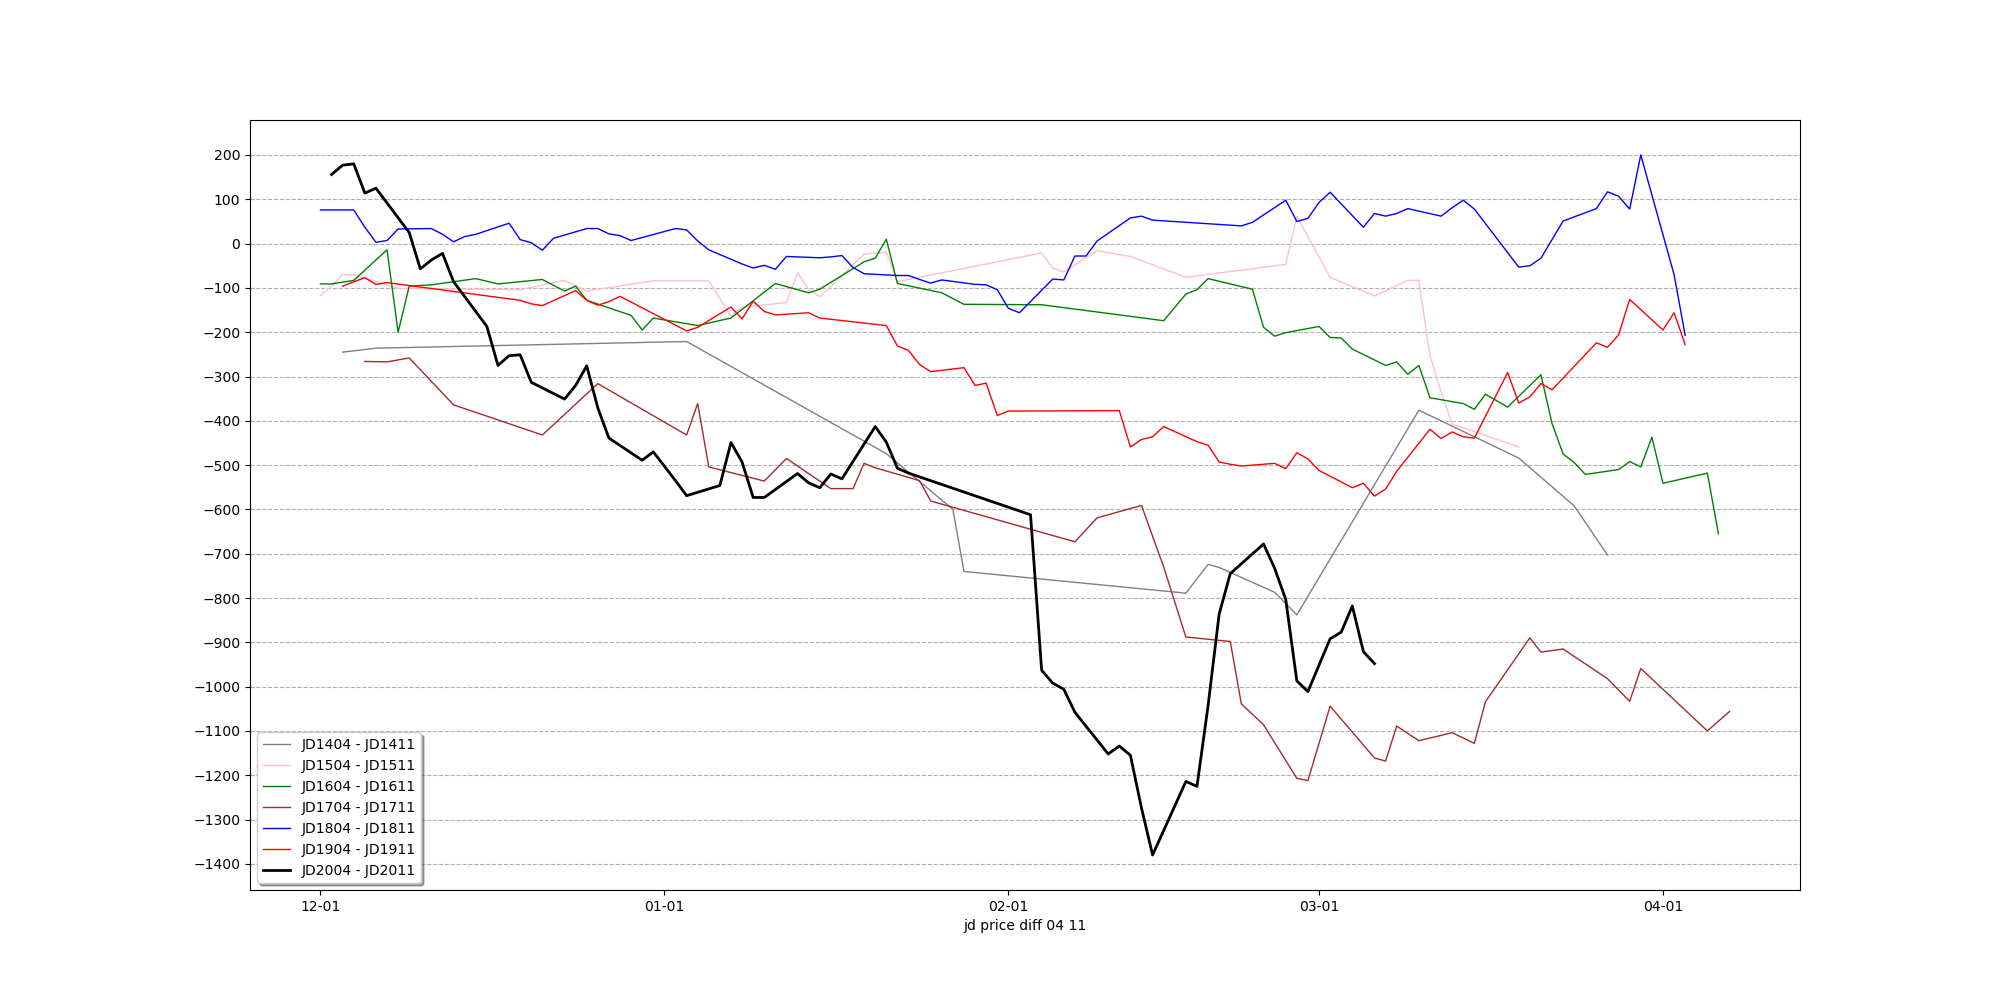 200
100
0
−100
−200
−300
−400
−500
−600
−700
−800
−900
−1000
−1100
−1200
−1300
−1400
JD1404 - JD1411
JD1504 - JD1511
JD1604 - JD1611
JD1704 - JD1711
JD1804 - JD1811
JD1904 - JD1911
JD2004 - JD2011
12-01 01-01 02-01 03-01 04-01
jd price diff 04 11